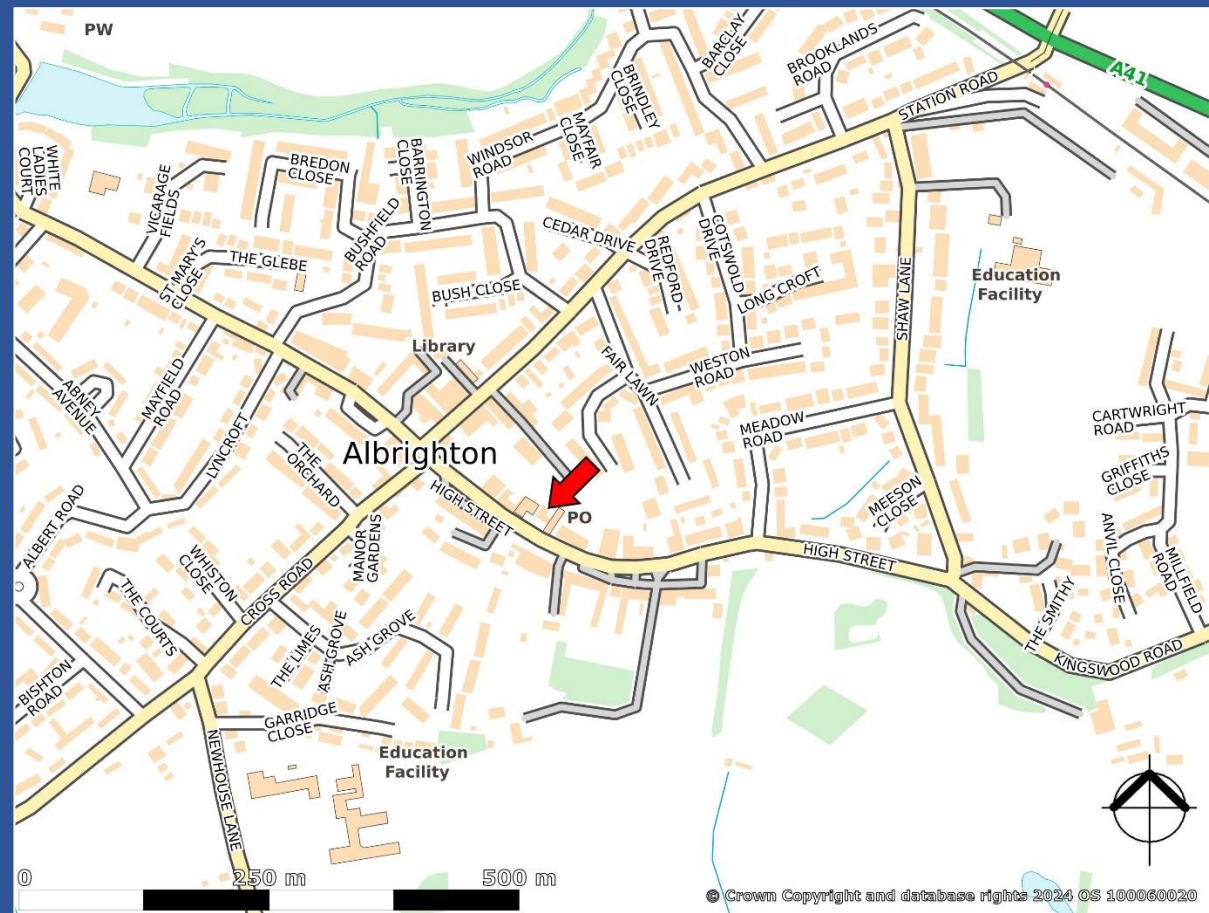 PW
A41
BARCLAY
CLOSE
BROOKLANDS
ROAD
STATION ROAD
BRINDLEY
CLOSE
MAYFAIR
CLOSE
WINDSOR
ROAD
WHITE
LADIES
COURT
VICARAGE
FIELDS
BREDON
CLOSE
BARRINGTON
CLOSE
BUSHFIELD
ROAD
ST MARY'S
CLOSE
THE GLEBE
BUSH CLOSE
CEDAR DRIVE
REDFORD
DRIVE
COTSWOLD
DRIVE
LONG CROFT
SHAW LANE
Education
Facility
Library
FAIR LAWN
WESTON
ROAD
ABNEY
AVENUE
MAYFIELD
ROAD
LYNCROFT
MEADOW
ROAD
CARTWRIGHT
ROAD
GRIFFITHS
CLOSE
Albrighton
THE
ORCHARD
HIGH STREET
PO
MEESON
CLOSE
ALBERT ROAD
MANOR
GARDENS
WHISTON
CLOSE
CROSS ROAD
HIGH STREET
ANVIL CLOSE
MILLFIELD
ROAD
THE COURTS
THE LIMES
ASH GROVE
ASH GROVE
THE SMITHY
KINGSWOOD ROAD
BISHTON
ROAD
GARRIDGE
CLOSE
NEWHOUSE LANE
Education
Facility
0
250 m
500 m
© Crown Copyright and database rights 2024 OS 100060020